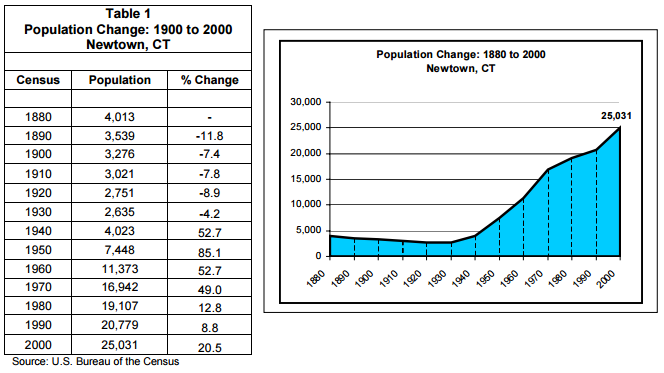 Table 1
Population Change: 1900 to 2000
Newtown, CT
Census Population % Change
1880 4,013 -
1890 3,539 -11.8
1900 3,276 -7.4
1910 3,021 -7.8
1920 2,751 -8.9
1930 2,635 -4.2
1940 4,023 52.7
1950 7,448 85.1
1960 11,373 52.7
1970 16,942 49.0
1980 19,107 12.8
1990 20,779 8.8
2000 25,031 20.5
Source: U.S. Bureau of the Census
Population Change: 1880 to 2000
Newtown, CT
30,000
25,000
20,000
15,000
10,000
5,000
0
25,031
1880 1890 1900 1910 1920 1930 1940 1950 1960 1970 1980 1990 2000